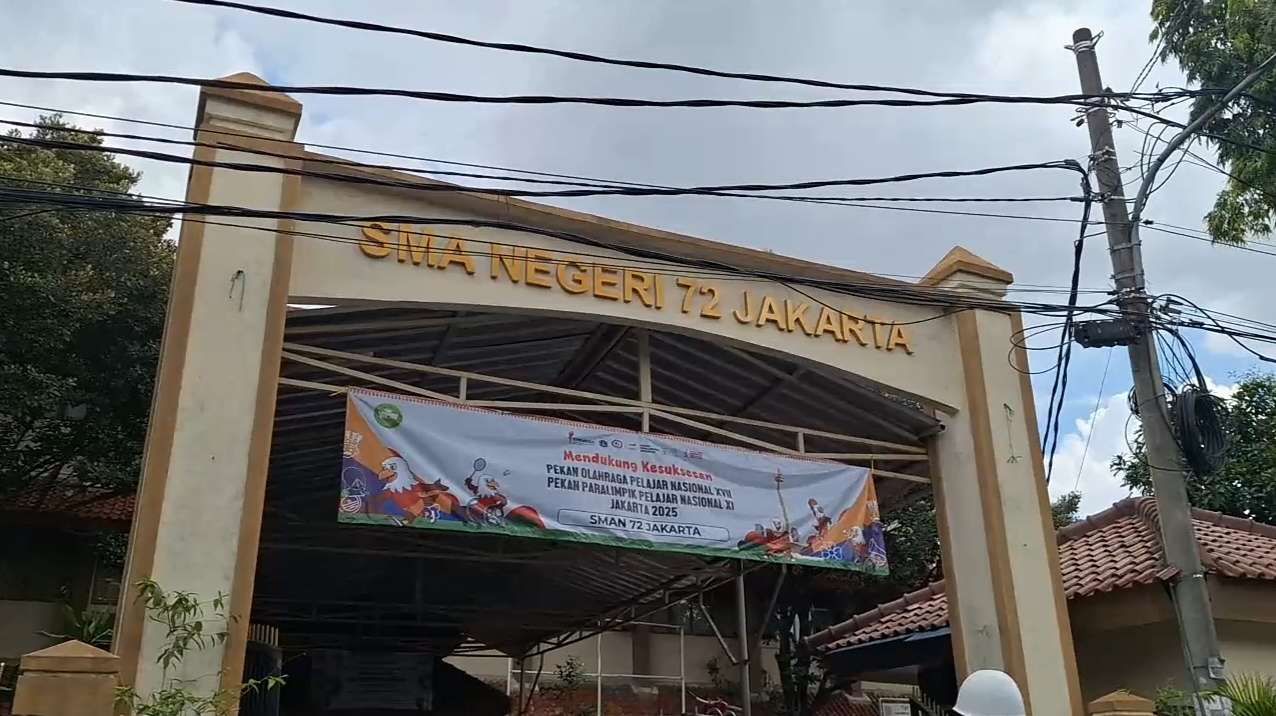 SMA NEGERI 72 JAKARTA
Mendukung Kesuksesan
PEKAN OLAHRAGA PELAJAR NASIONAL XVII
PEKAN PARALIMPIK PELAJAR NASIONAL XI
JAKARTA 2025
SMAN 72 JAKARTA